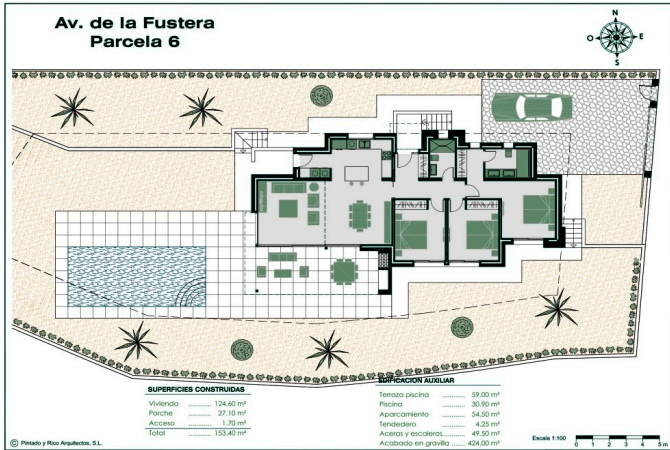 Av. de la Fustera
Parcela 6
N
O
E
S
SUPERFICIES CONSTRUIDAS
Vivienda ............ 124.60 m²
Porche ............ 27.10 m²
Acceso ............ 1.70 m²
Total ............ 153.40 m²
EDIFICACION AUXILIAR
Terraza piscina ........ 59.00 m²
Piscina ............ 30.90 m²
Aparcamiento ........ 54.50 m²
Tendedero ............ 4.25 m²
Aceras y escaleras........ 49.50 m²
Acabado en gravilla ..... 424.00 m²
© Pintado y Rico Arquitectos, S.L.
Escala 1:100
0 1 2 3 4 5 m